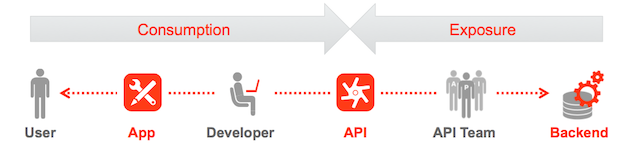 Consumption
Exposure
User
App
Developer
API
API Team
Backend